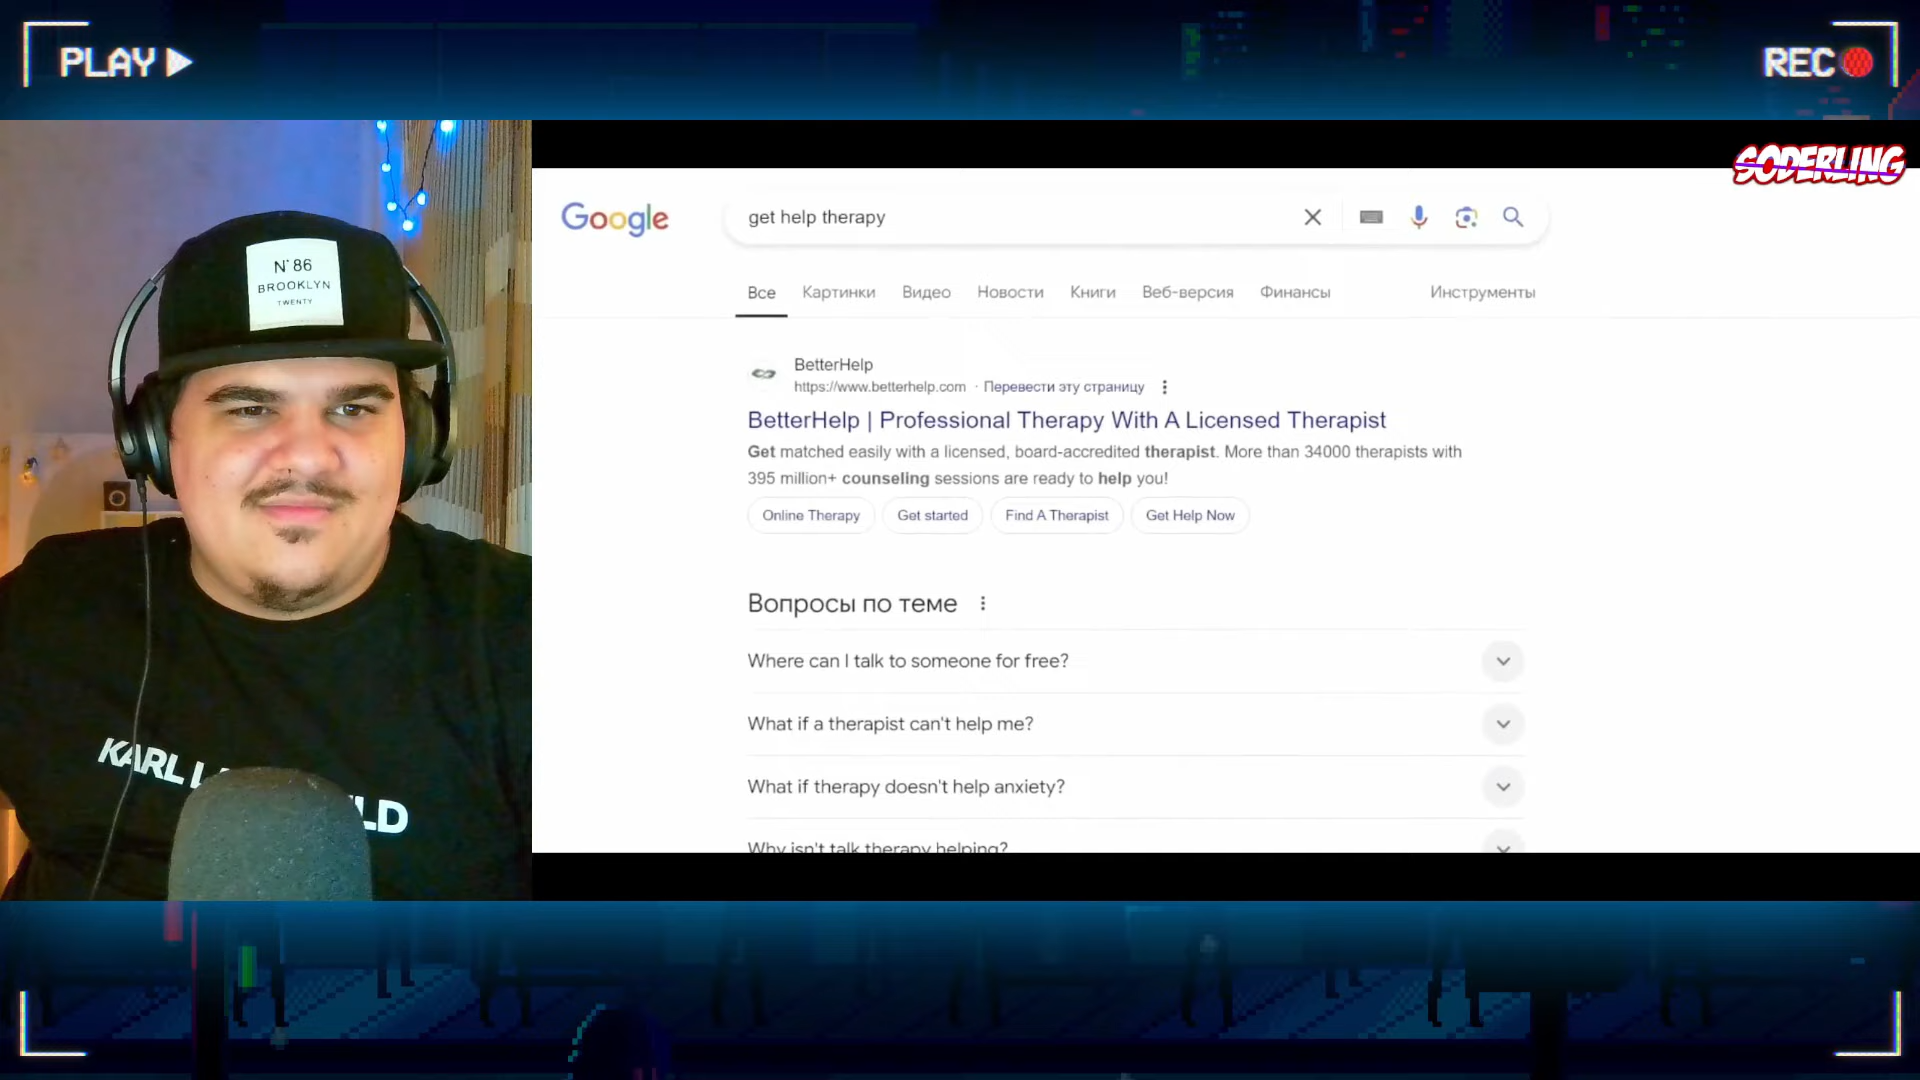 PLAY
REC
SODERLING
N°86
BROOKLYN
TWENTY
KARL L
LD
Google
get help therapy
Все Картинки Видео Новости Книги Веб-версия Финансы Инструменты
BetterHelp
https://www.betterhelp.com · Перевести эту страницу
BetterHelp | Professional Therapy With A Licensed Therapist
Get matched easily with a licensed, board-accredited therapist. More than 34000 therapists with
395 million+ counseling sessions are ready to help you!
Online Therapy Get started Find A Therapist Get Help Now
Вопросы по теме
Where can I talk to someone for free?
What if a therapist can't help me?
What if therapy doesn't help anxiety?
Why isn't talk therapy helping?